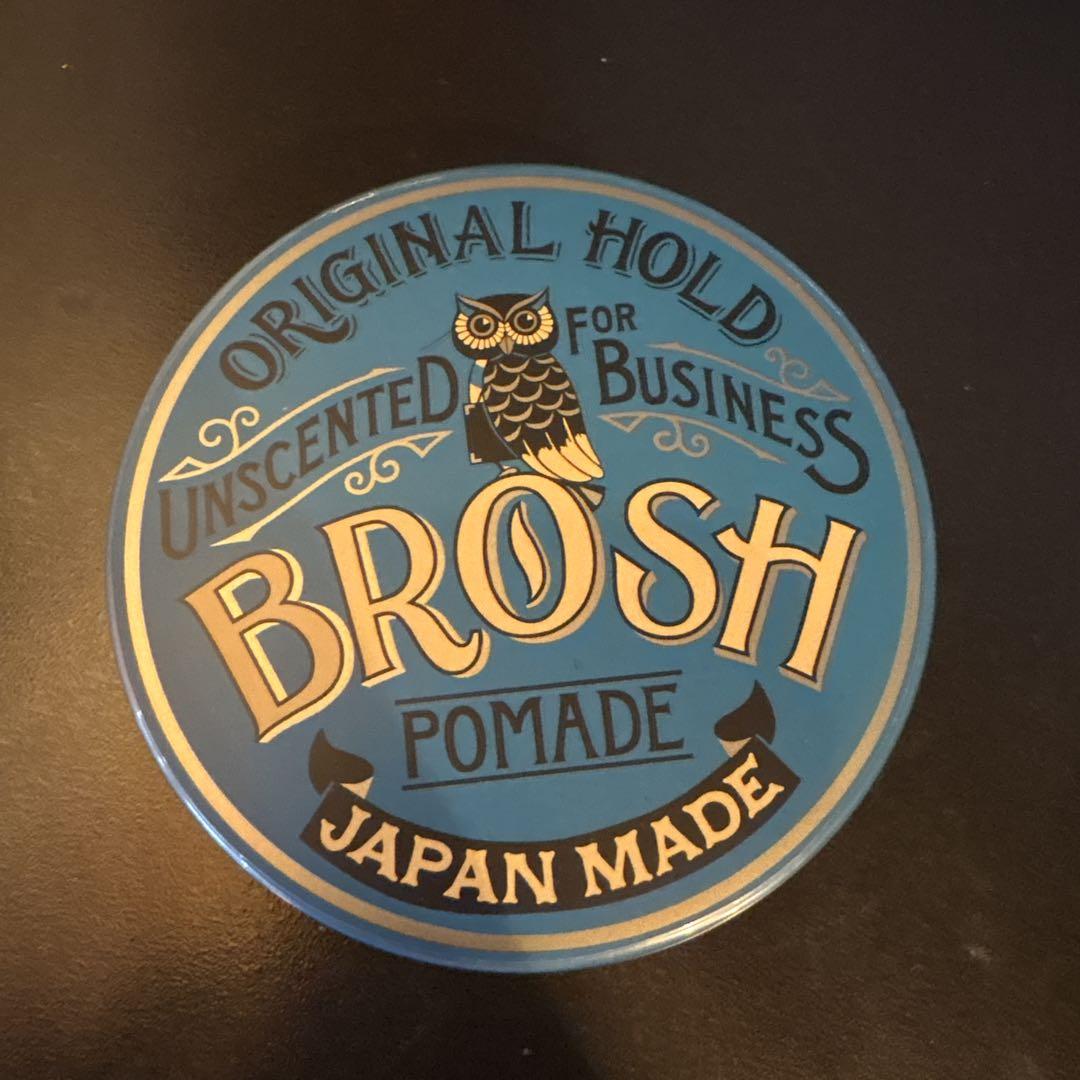 ORIGINAL HOLD
UNSCENTED FOR BUSINESS
BROSH
POMADE
JAPAN MADE